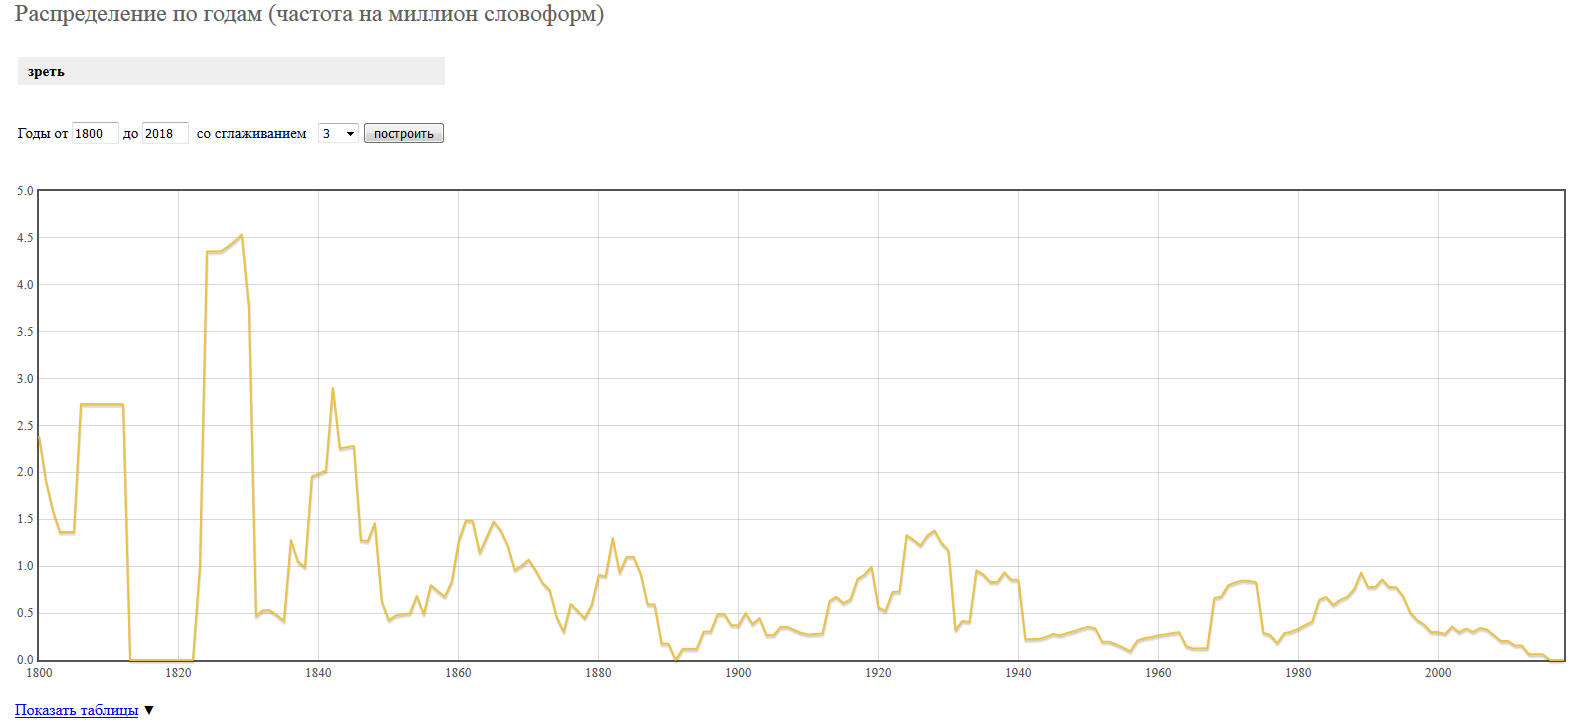 Распределение по годам (частота на миллион словоформ)
зреть
Годы от 1800 до 2018 со сглаживанием 3 построить
5.0
4.5
4.0
3.5
3.0
2.5
2.0
1.5
1.0
0.5
0.0
1800 1820 1840 1860 1880 1900 1920 1940 1960 1980 2000
Показать таблицы ▼